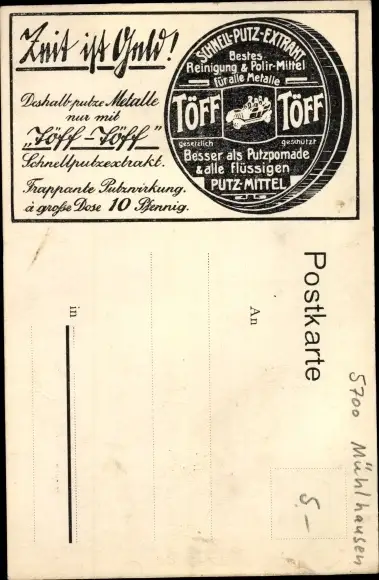 Zeit ist Geld!
Deshalb putze Metalle
nur mit
„Töff-Töff"
Schnellputzextrakt.
Frappante Putzwirkung.
à große Dose 10 Pfennig.
SCHNELL-PUTZ-EXTRAKT
Bestes
Reinigung & Polir-Mittel
für alle Metalle
TÖFF TÖFF
gesetzlich geschützt
Besser als Putzpomade
& alle flüssigen
PUTZ-MITTEL
Postkarte
An
in
5700 Mühlhausen
5.-